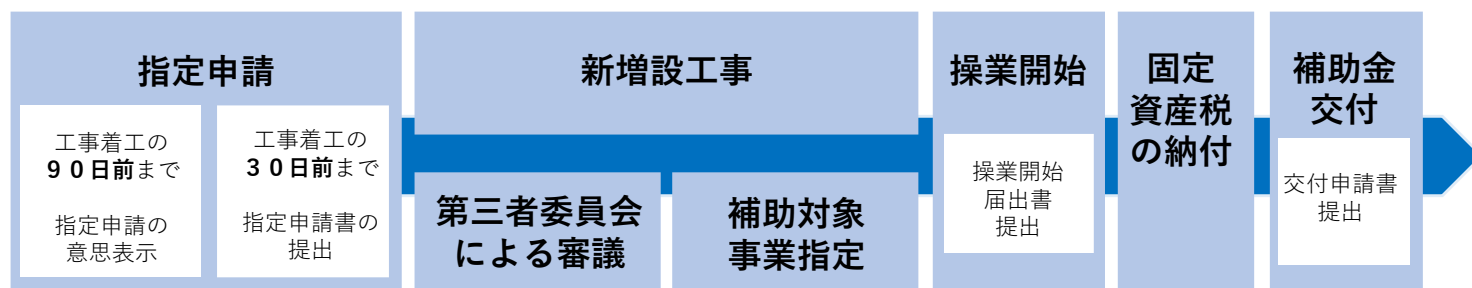 指定申請
工事着工の
９０日前まで
指定申請の
意思表示
工事着工の
３０日前まで
指定申請書の
提出
新増設工事
第三者委員会
による審議
補助対象
事業指定
操業開始
操業開始
届出書
提出
固定
資産税
の納付
補助金
交付
交付申請書
提出